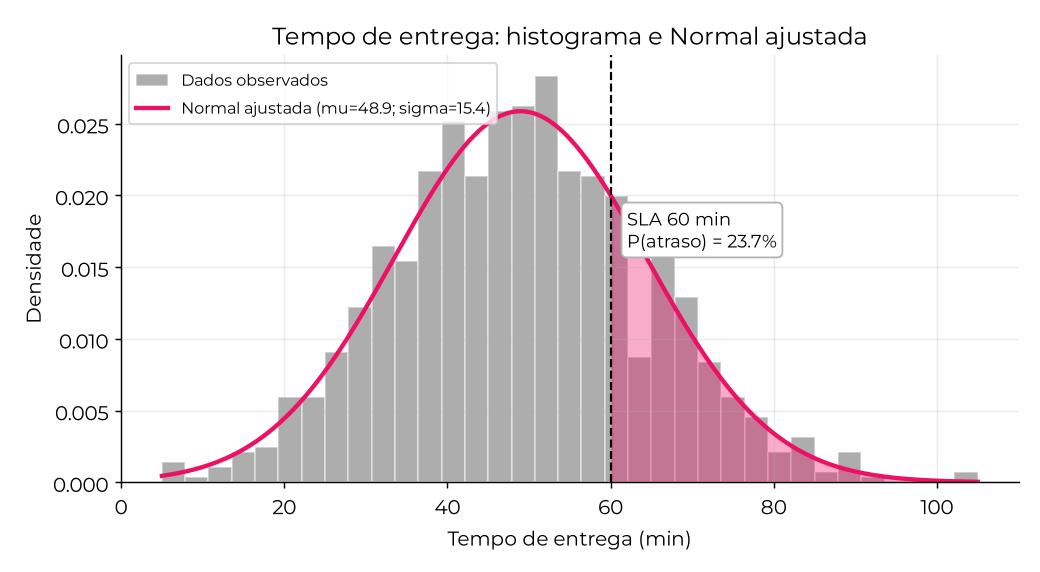 Tempo de entrega: histograma e Normal ajustada
Dados observados
Normal ajustada (mu=48.9; sigma=15.4)
SLA 60 min
P(atraso) = 23.7%
Densidade
0.025
0.020
0.015
0.010
0.005
0.000
0 20 40 60 80 100
Tempo de entrega (min)